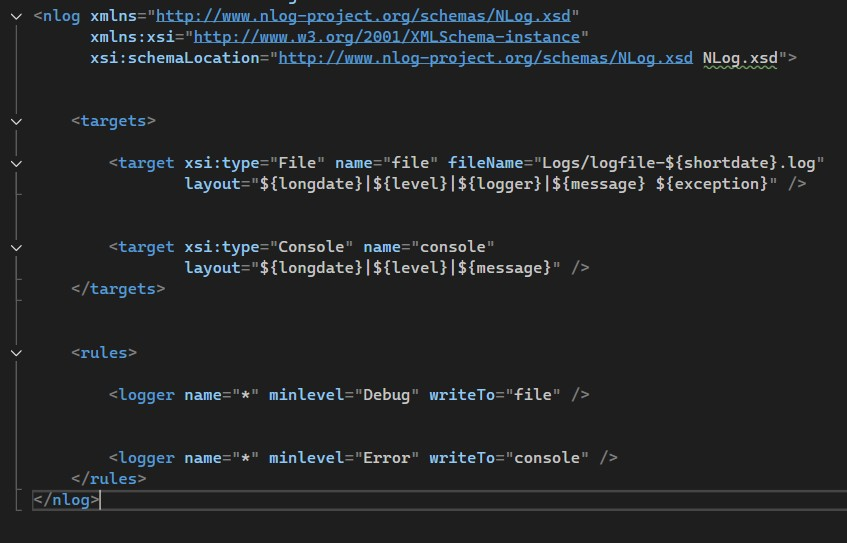 <nlog xmlns="http://www.nlog-project.org/schemas/NLog.xsd"
xmlns:xsi="http://www.w3.org/2001/XMLSchema-instance"
xsi:schemaLocation="http://www.nlog-project.org/schemas/NLog.xsd NLog.xsd">
<targets>
<target xsi:type="File" name="file" fileName="Logs/logfile-${shortdate}.log"
layout="${longdate}|${level}|${logger}|${message} ${exception}" />
<target xsi:type="Console" name="console"
layout="${longdate}|${level}|${message}" />
</targets>
<rules>
<logger name="*" minlevel="Debug" writeTo="file" />
<logger name="*" minlevel="Error" writeTo="console" />
</rules>
</nlog>